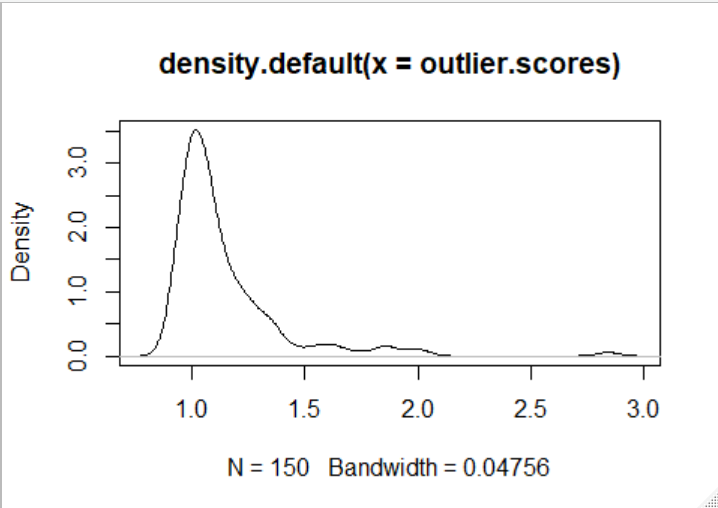 density.default(x = outlier.scores)
Density
3.0
2.0
1.0
0.0
1.0 1.5 2.0 2.5 3.0
N = 150 Bandwidth = 0.04756